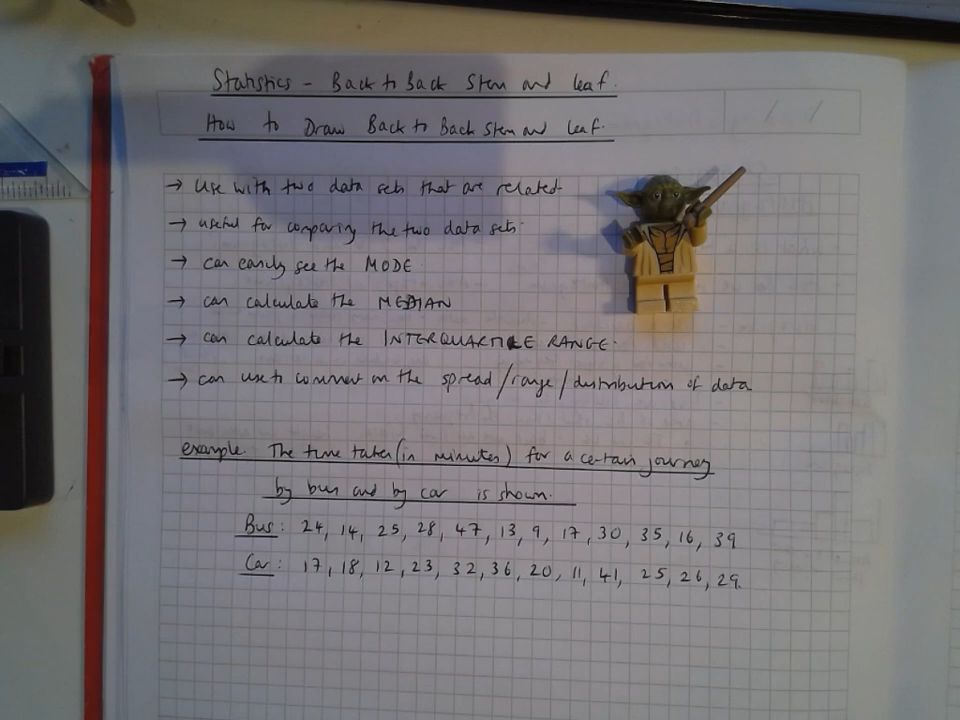 Statistics - Back to Back Stem and Leaf.
How to Draw Back to Back Stem and Leaf.
→ Use with two data sets that are related
→ useful for comparing the two data sets.
→ can easily see the MODE.
→ can calculate the MEDIAN
→ can calculate the INTERQUARTILE RANGE.
→ can use to comment on the spread/range/distribution of data
example. The time taken (in minutes) for a certain journey
by bus and by car is shown.
Bus: 24, 14, 25, 28, 47, 13, 9, 17, 30, 35, 16, 39
Car: 17, 18, 12, 23, 32, 36, 20, 11, 41, 25, 26, 29.